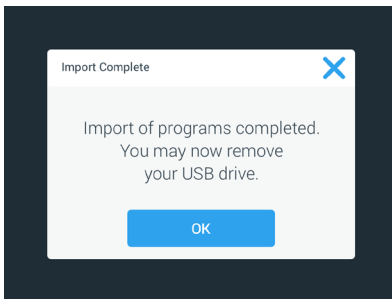 Import Complete
Import of programs completed.
You may now remove
your USB drive.
OK